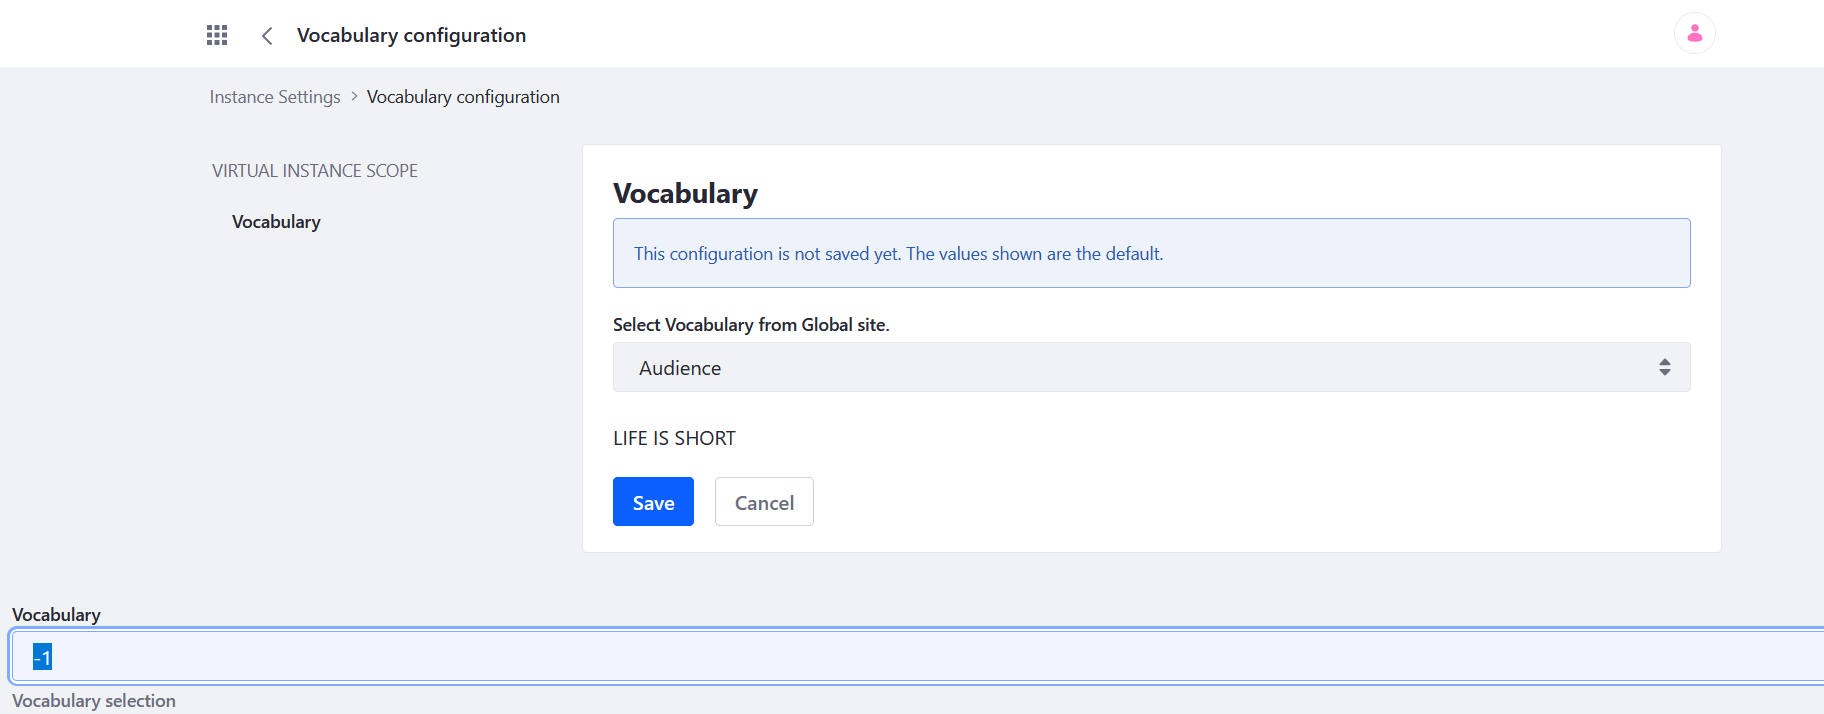 Vocabulary configuration
Instance Settings > Vocabulary configuration
VIRTUAL INSTANCE SCOPE
Vocabulary
Vocabulary
This configuration is not saved yet. The values shown are the default.
Select Vocabulary from Global site.
Audience
LIFE IS SHORT
Save Cancel
Vocabulary
-1
Vocabulary selection